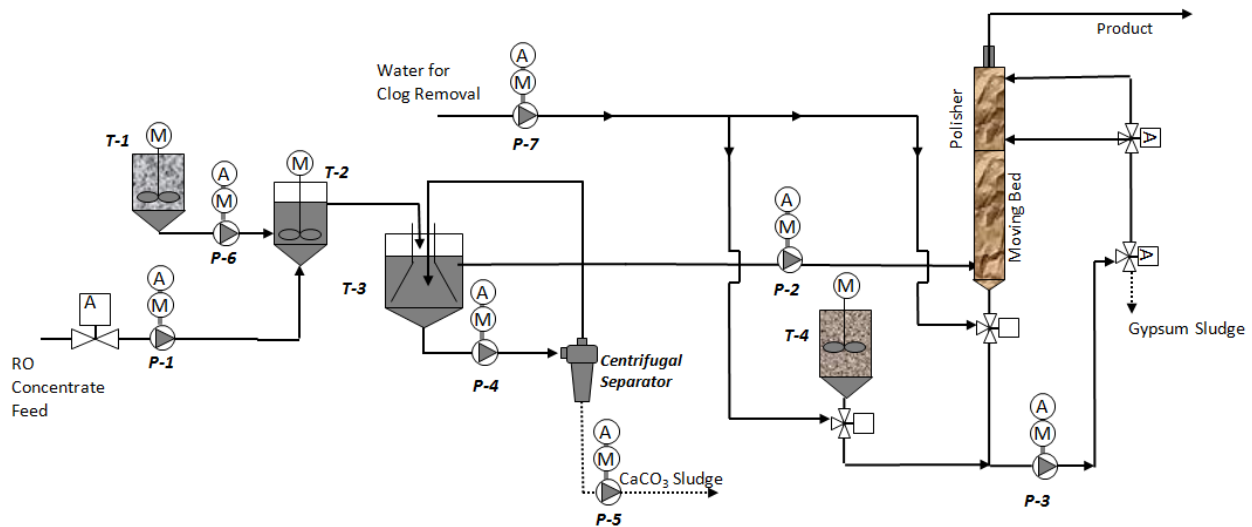 Product
A
M
Water for
Clog Removal
P-7
Polisher
A
T-1
M
A
M
P-6
M
T-2
Moving Bed
A
M
P-2
A
T-3
A
M
P-4
Centrifugal
Separator
A
A
M
P-1
RO
Concentrate
Feed
M
T-4
Gypsum Sludge
A
M
P-3
A
M
CaCO₃ Sludge
P-5